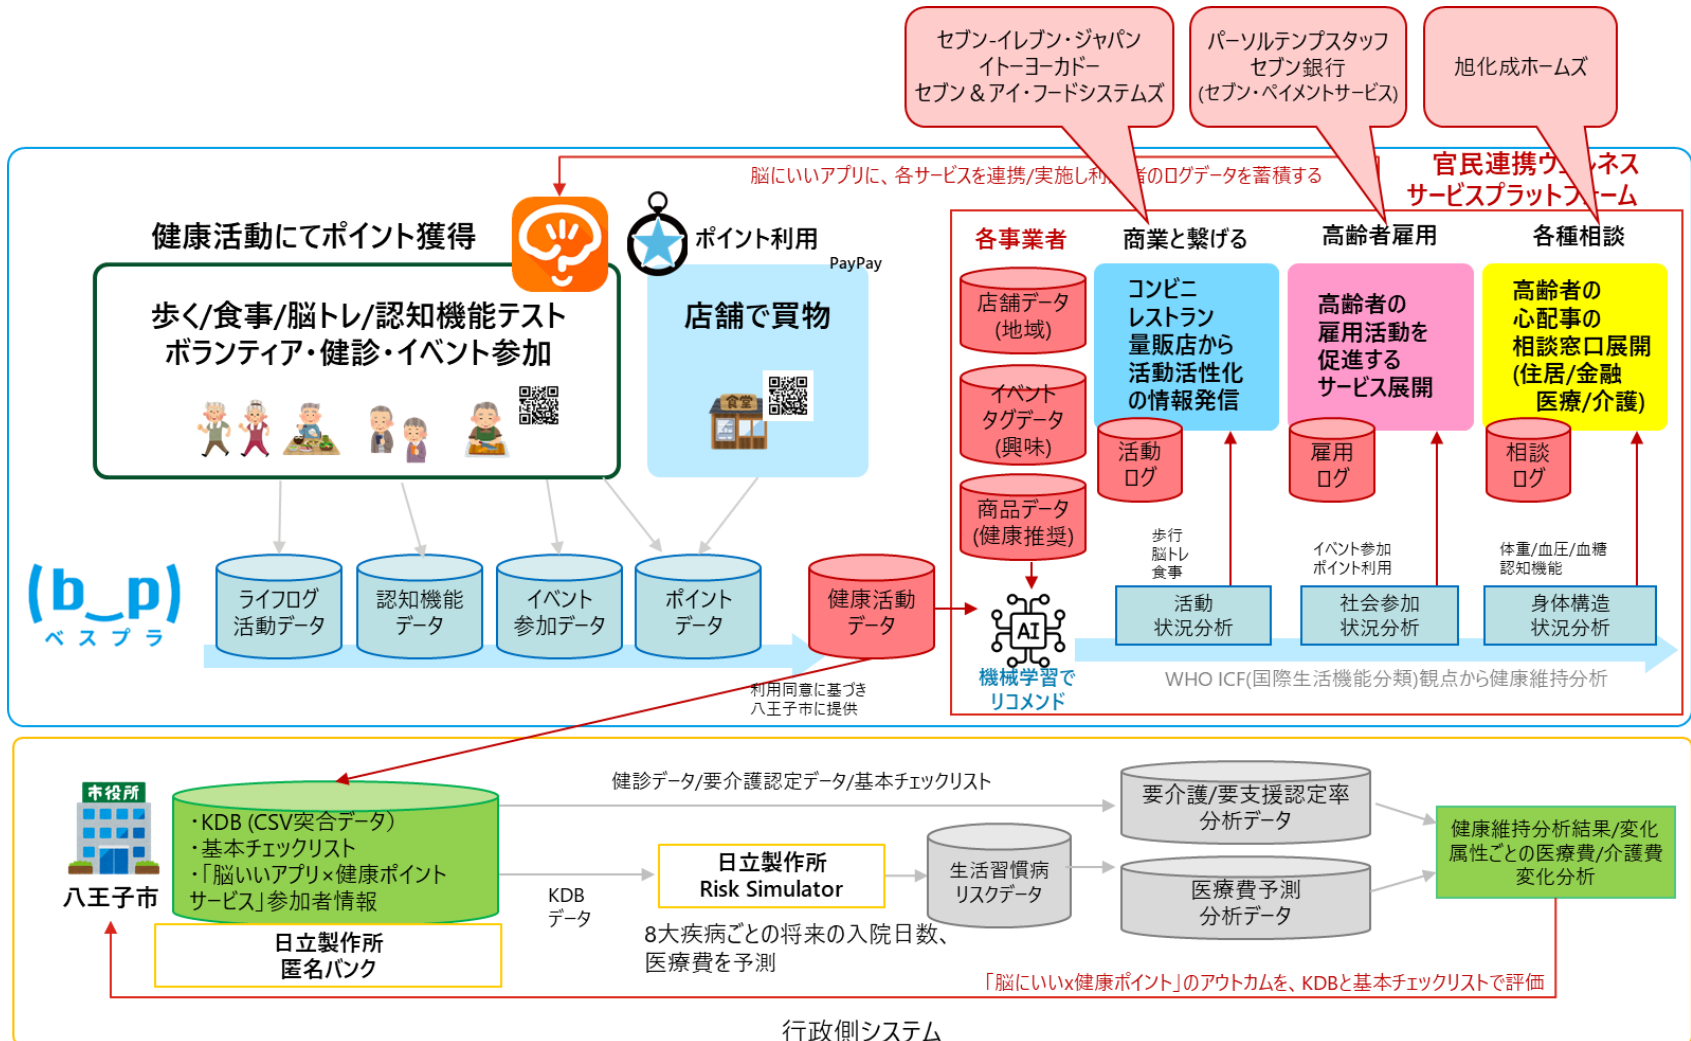 セブン-イレブン・ジャパン
イトーヨーカドー
セブン＆アイ・フードシステムズ
パーソルテンプスタッフ
セブン銀行
(セブン・ペイメントサービス)
旭化成ホームズ
脳にいいアプリに、各サービスを連携/実施し利 者のログデータを蓄積する
官民連携ウ ルネス
サービスプラットフォーム
健康活動にてポイント獲得
ポイント利用
PayPay
歩く/食事/脳トレ/認知機能テスト
ボランティア・健診・イベント参加
店舗で買物
食堂
各事業者
商業と繋げる
高齢者雇用
各種相談
店舗データ
(地域)
イベント
タグデータ
(興味)
商品データ
(健康推奨)
コンビニ
レストラン
量販店から
活動活性化
の情報発信
高齢者の
雇用活動を
促進する
サービス展開
高齢者の
心配事の
相談窓口展開
(住居/金融
医療/介護)
活動
ログ
雇用
ログ
相談
ログ
歩行
脳トレ
食事
イベント参加
ポイント利用
体重/血圧/血糖
認知機能
(b_p)
ベスプラ
ライフログ
活動データ
認知機能
データ
イベント
参加データ
ポイント
データ
健康活動
データ
AI
機械学習で
リコメンド
活動
状況分析
社会参加
状況分析
身体構造
状況分析
WHO ICF(国際生活機能分類)観点から健康維持分析
利用同意に基づき
八王子市に提供
市役所
八王子市
・KDB (CSV突合データ)
・基本チェックリスト
・「脳いいアプリ×健康ポイント
サービス」参加者情報
日立製作所
匿名バンク
健診データ/要介護認定データ/基本チェックリスト
KDB
データ
日立製作所
Risk Simulator
8大疾病ごとの将来の入院日数、
医療費を予測
生活習慣病
リスクデータ
要介護/要支援認定率
分析データ
医療費予測
分析データ
健康維持分析結果/変化
属性ごとの医療費/介護費
変化分析
「脳にいいx健康ポイント」のアウトカムを、KDBと基本チェックリストで評価
行政側システム